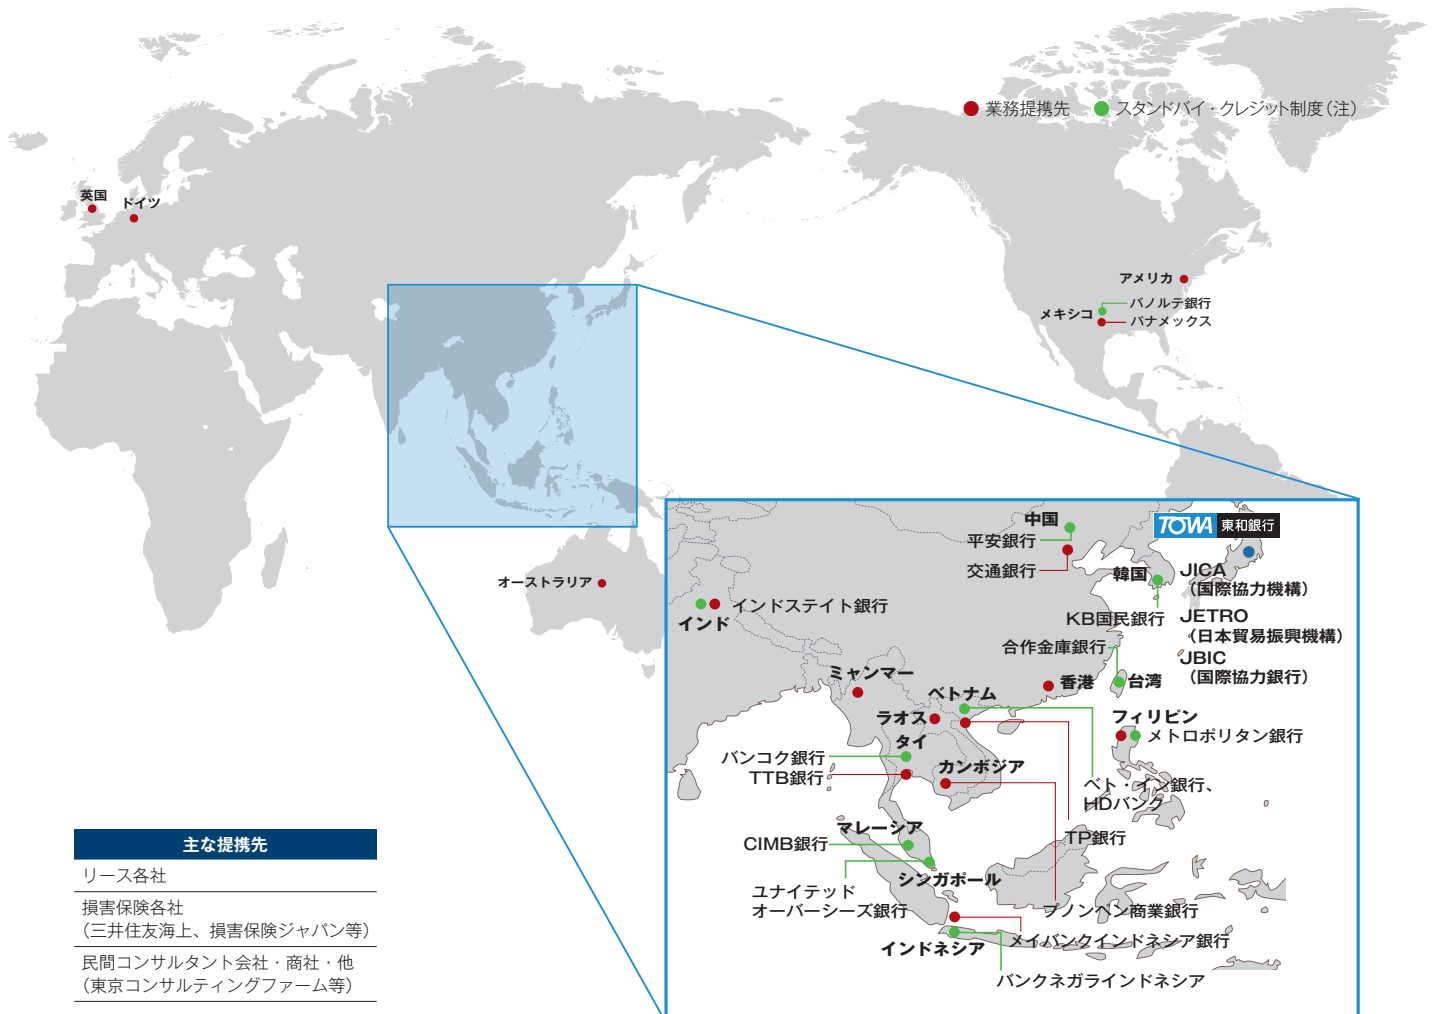 業務提携先
スタンドバイ・クレジット制度（注）
英国
ドイツ
アメリカ
バノルテ銀行
メキシコ
バナメックス
オーストラリア
中国
平安銀行
交通銀行
TOWA 東和銀行
韓国
JICA
（国際協力機構）
KB国民銀行
JETRO
（日本貿易振興機構）
JBIC
（国際協力銀行）
インドステイト銀行
インド
合作金庫銀行
ミャンマー
香港
台湾
ベトナム
ラオス
フィリピン
メトロポリタン銀行
タイ
バンコク銀行
TTB銀行
カンボジア
ベト・イン銀行、
HDバンク
マレーシア
CIMB銀行
TP銀行
シンガポール
ユナイテッド
オーバーシーズ銀行
プノンペン商業銀行
インドネシア
メイバンクインドネシア銀行
バンクネガラインドネシア
主な提携先
リース各社
損害保険各社
（三井住友海上、損害保険ジャパン等）
民間コンサルタント会社・商社・他
（東京コンサルティングファーム等）